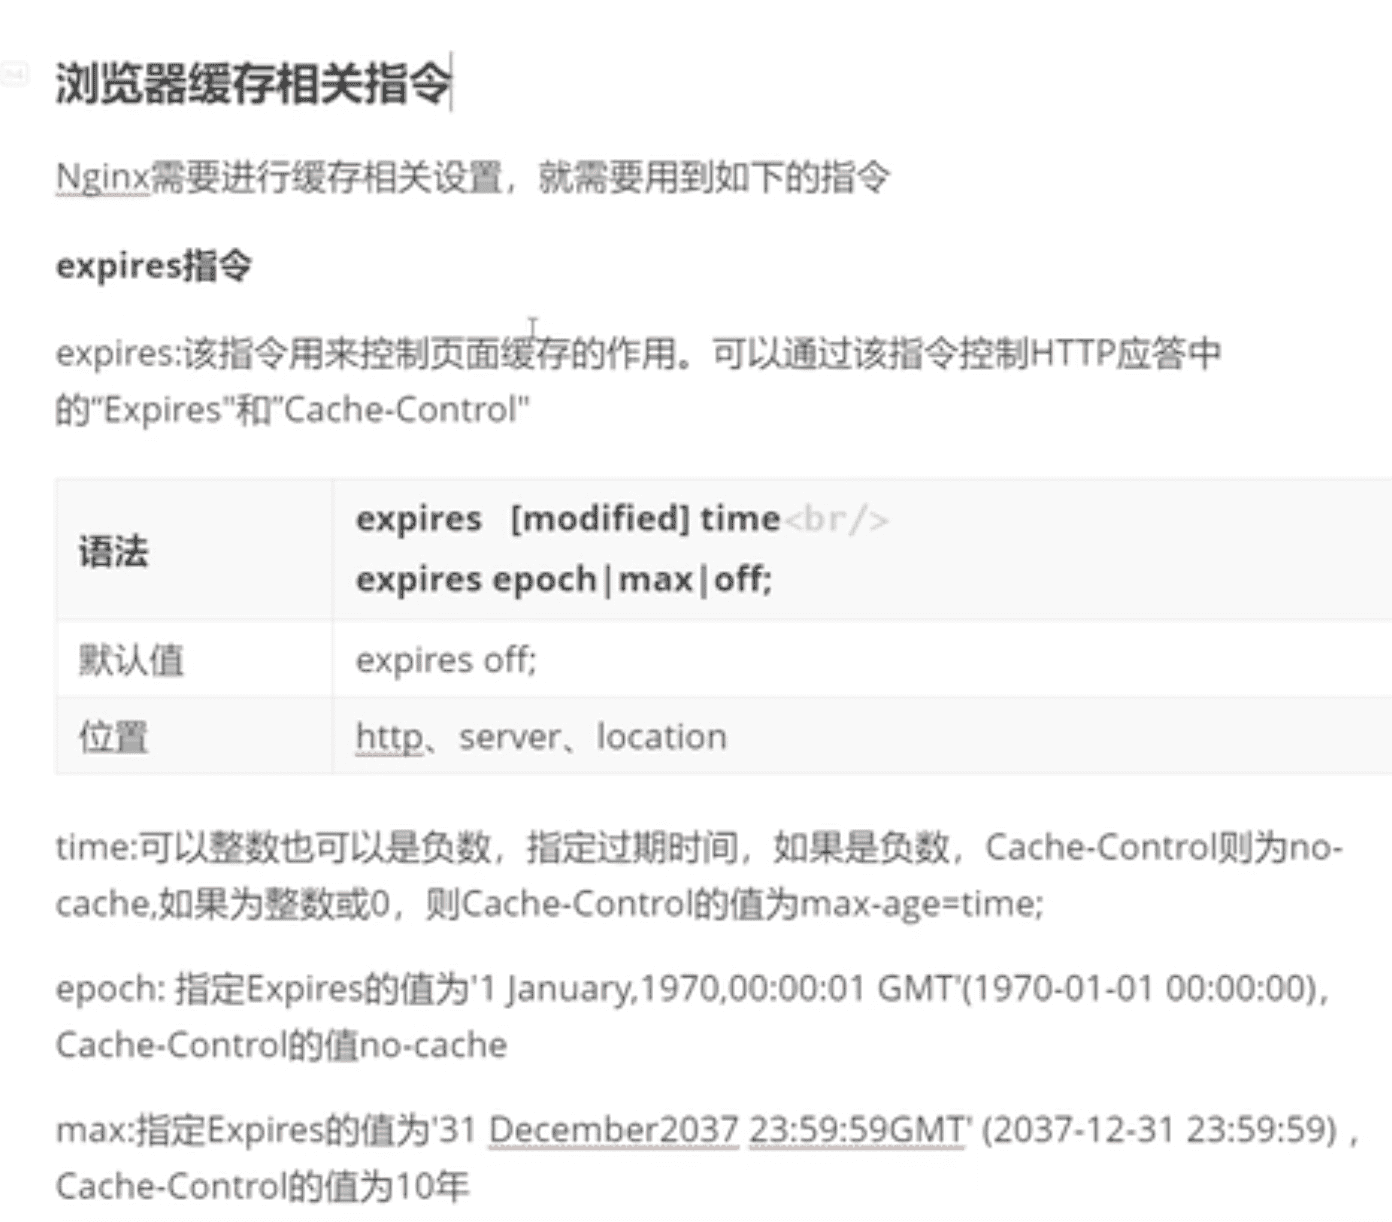 浏览器缓存相关指令
Nginx需要进行缓存相关设置，就需要用到如下的指令
expires指令
expires:该指令用来控制页面缓存的作用。可以通过该指令控制HTTP应答中
的"Expires"和"Cache-Control"
语法
expires [modified] time<br/>
expires epoch|max|off;
默认值
expires off;
位置
http、server、location
time:可以整数也可以是负数，指定过期时间，如果是负数，Cache-Control则为no-
cache,如果为整数或0，则Cache-Control的值为max-age=time;
epoch: 指定Expires的值为'1 January,1970,00:00:01 GMT'(1970-01-01 00:00:00)，
Cache-Control的值no-cache
max:指定Expires的值为'31 December2037 23:59:59GMT' (2037-12-31 23:59:59) ，
Cache-Control的值为10年